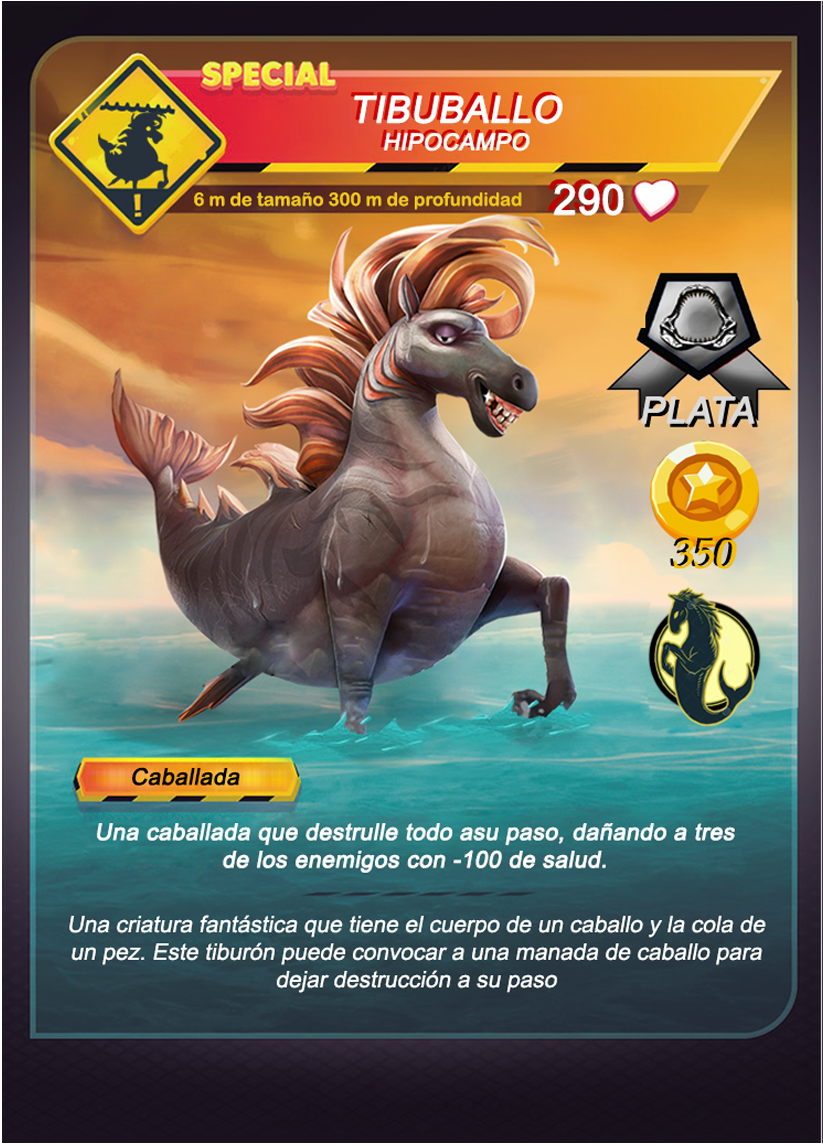 SPECIAL
TIBUBALLO
HIPOCAMPO
6 m de tamaño 300 m de profundidad
290
!
PLATA
350
Caballada
Una caballada que destrulle todo asu paso, dañando a tres
de los enemigos con -100 de salud.
Una criatura fantástica que tiene el cuerpo de un caballo y la cola de
un pez. Este tiburón puede convocar a una manada de caballo para
dejar destrucción a su paso